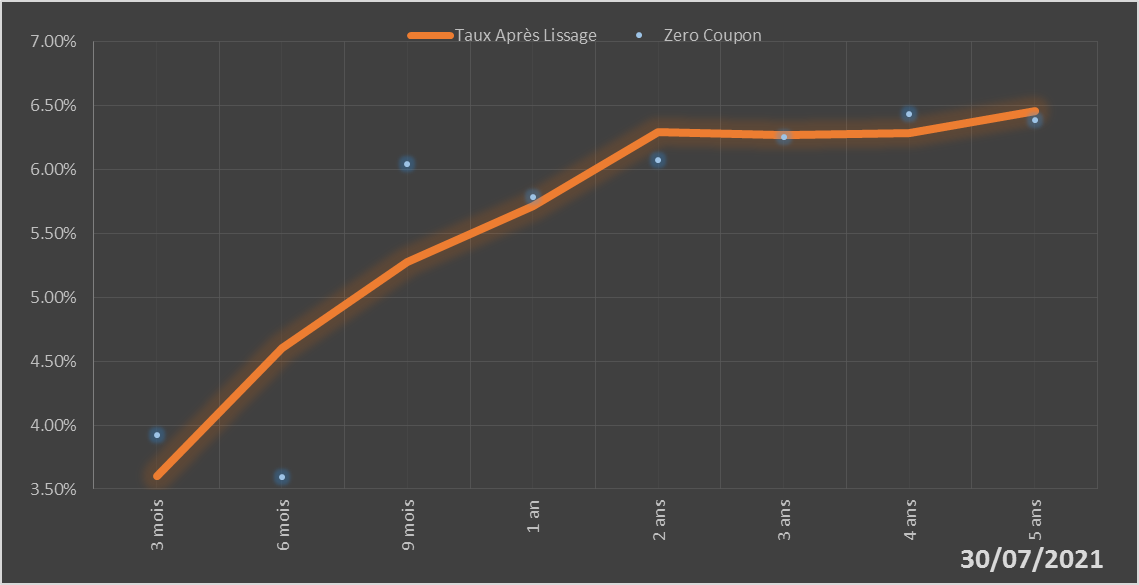 Taux Après Lissage Zero Coupon
7.00%
6.50%
6.00%
5.50%
5.00%
4.50%
4.00%
3.50%
3 mois
6 mois
9 mois
1 an
2 ans
3 ans
4 ans
5 ans
30/07/2021